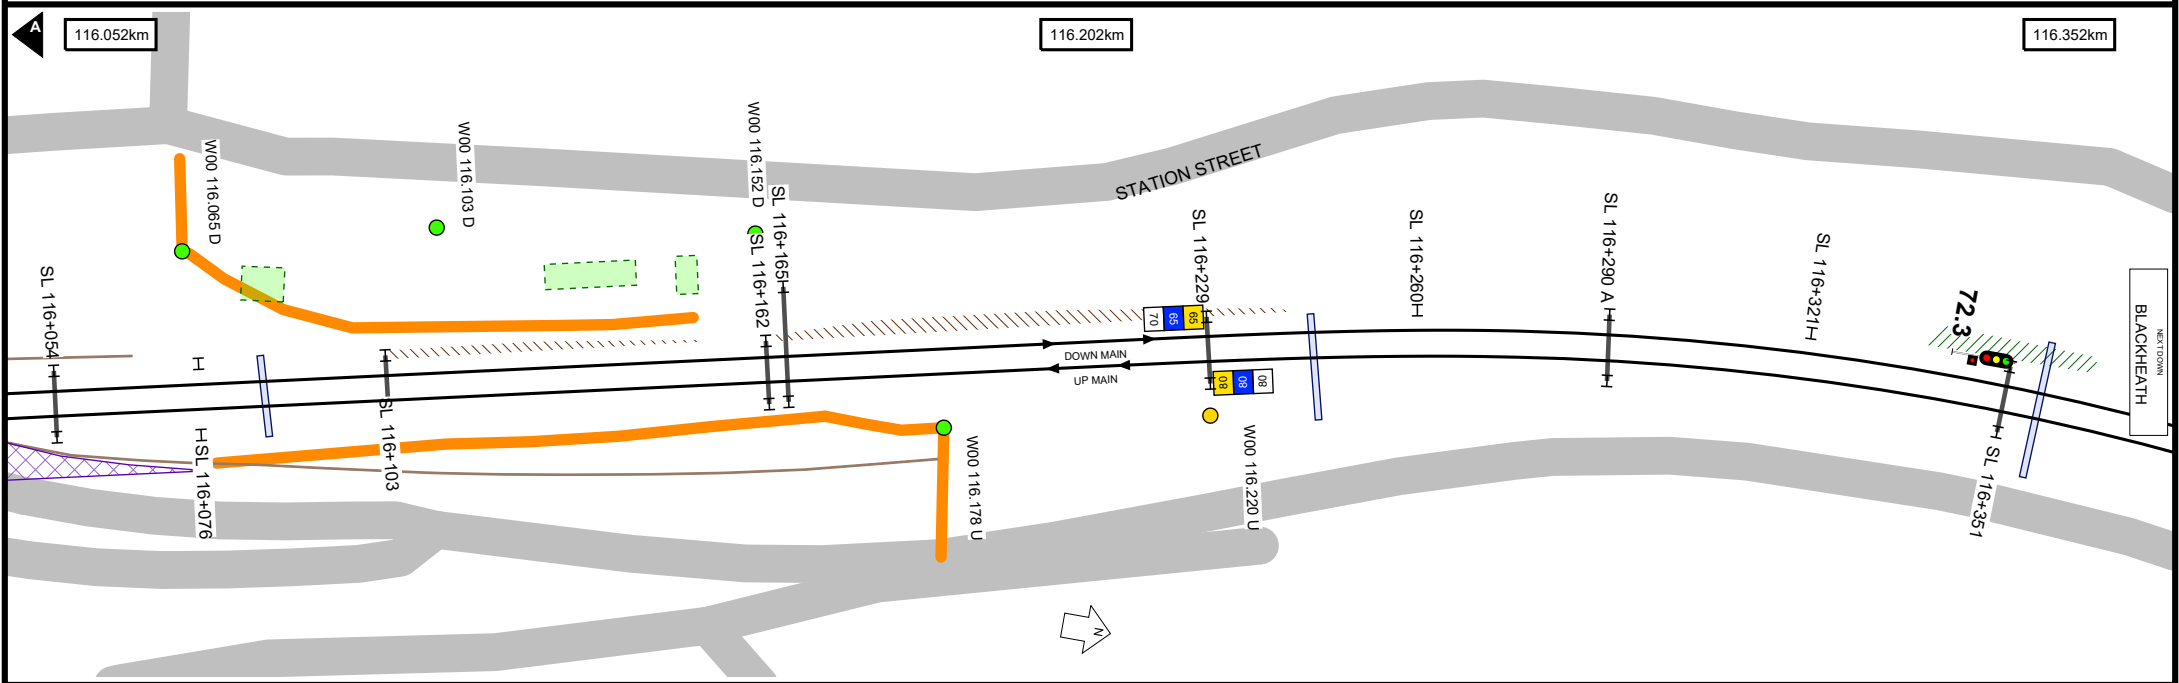 A
116.052km
116.202km
116.352km
W00 116.065 D
W00 116.103 D
W00 116.152 D
SL 116+165
SL 116+162
STATION STREET
SL 116+054
SL 116+229
SL 116+260
SL 116+290 A
SL 116+321
72.3
NEXT DOWN
BLACKHEATH
70
65
65
DOWN MAIN
UP MAIN
80
80
80
SL 116+076
SL 116+103
W00 116.178 U
W00 116.220 U
SL 116+351
N